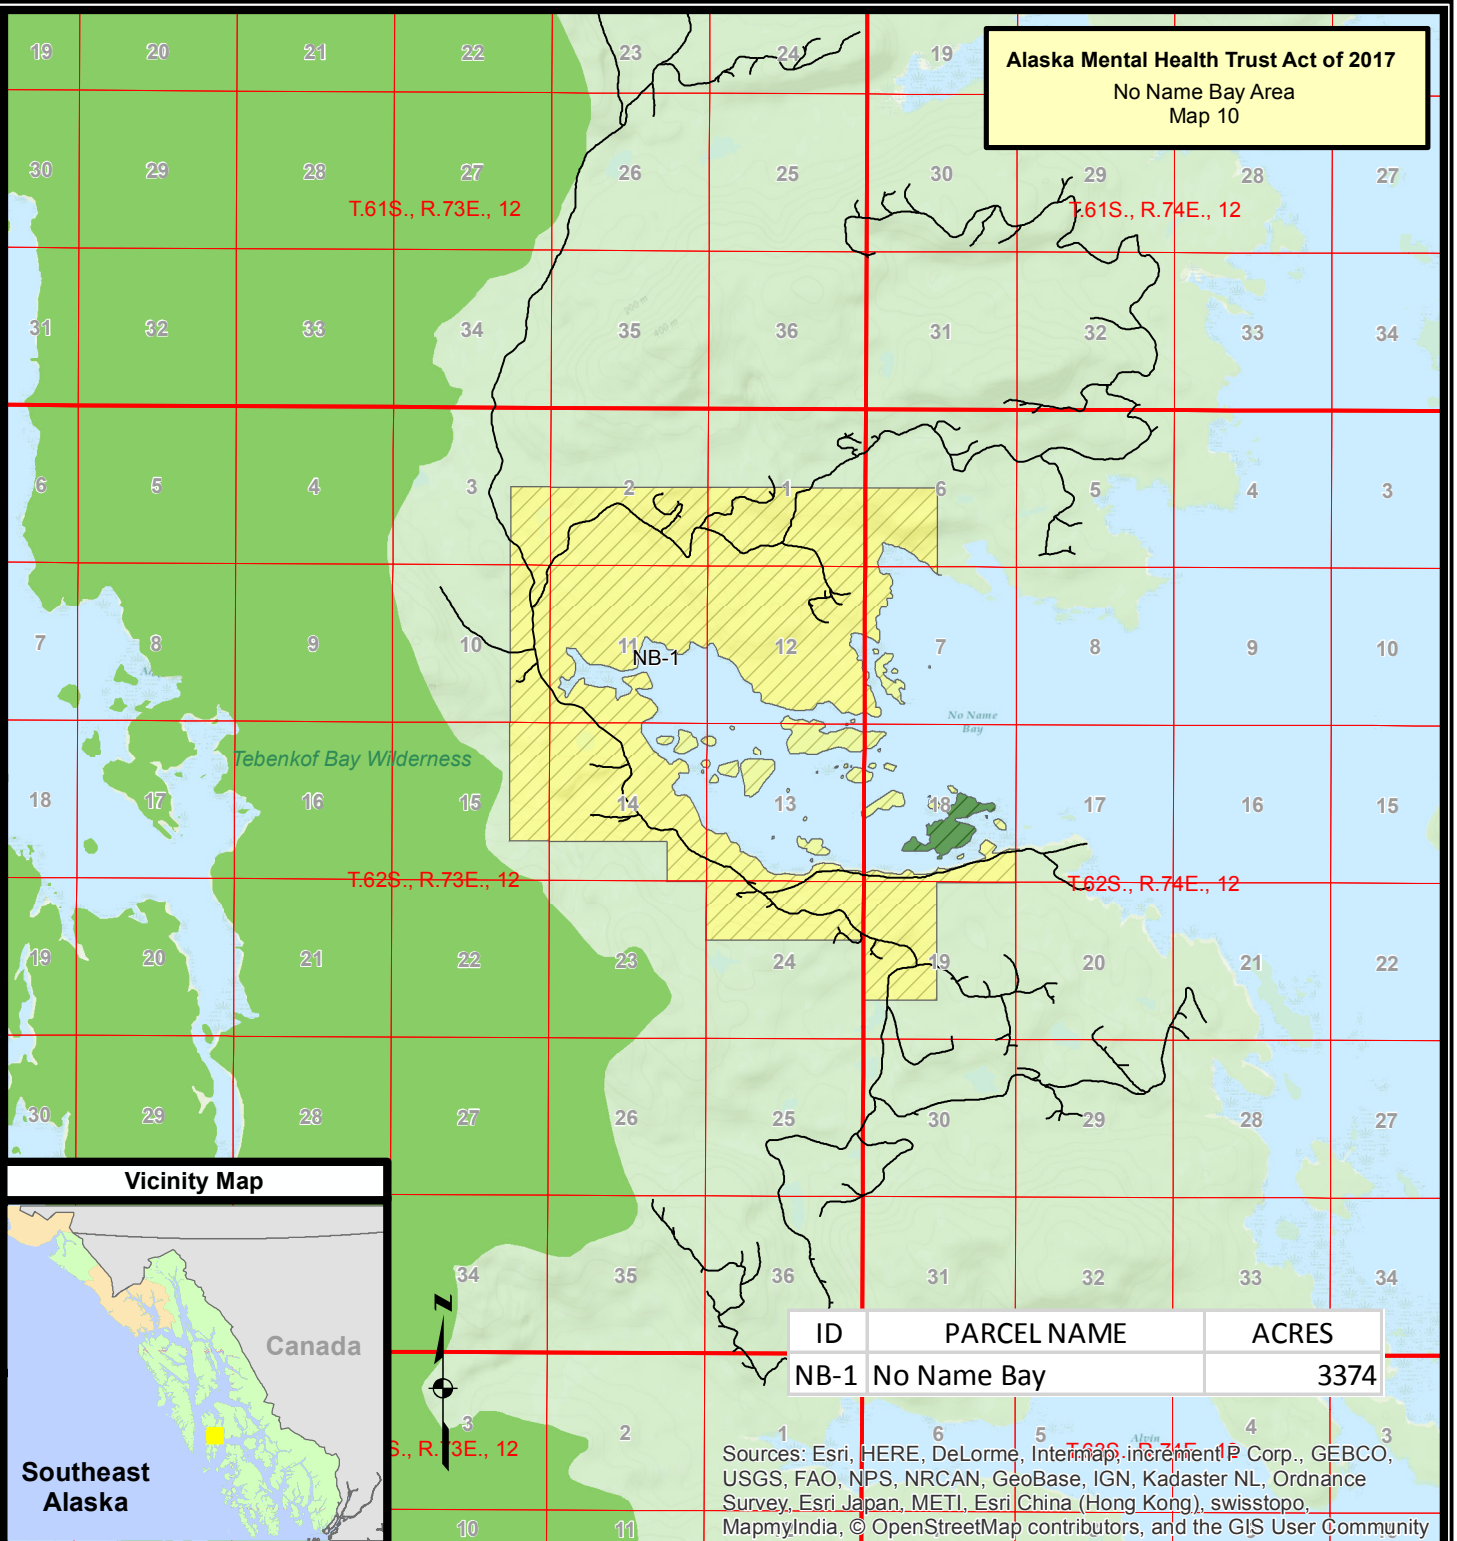 Alaska Mental Health Trust Act of 2017
No Name Bay Area
Map 10
19 20 21 22 23 24 19
30 29 28 27 26 25 30 29 28 27
T.61S., R.73E., 12 T.61S., R.74E., 12
31 32 33 34 35 36 31 32 33 34
6 5 4 3 2 1 6 5 4 3
7 8 9 10 11 12 7 8 9 10
NB-1
No Name
Bay
Tebenkof Bay Wilderness
18 17 16 15 14 13 18 17 16 15
T.62S., R.73E., 12 T.62S., R.74E., 12
19 20 21 22 23 24 19 20 21 22
30 29 28 27 26 25 30 29 28 27
34 35 36 31 32 33 34
Vicinity Map
Canada
Southeast
Alaska
Z
ID PARCEL NAME ACRES
NB-1 No Name Bay 3374
3 2 1 6 5 4 3
S., R.73E., 12
Alvin
10 11
Sources: Esri, HERE, DeLorme, Intermap, increment P Corp., GEBCO,
USGS, FAO, NPS, NRCAN, GeoBase, IGN, Kadaster NL, Ordnance
Survey, Esri Japan, METI, Esri China (Hong Kong), swisstopo,
MapmyIndia, © OpenStreetMap contributors, and the GIS User Community